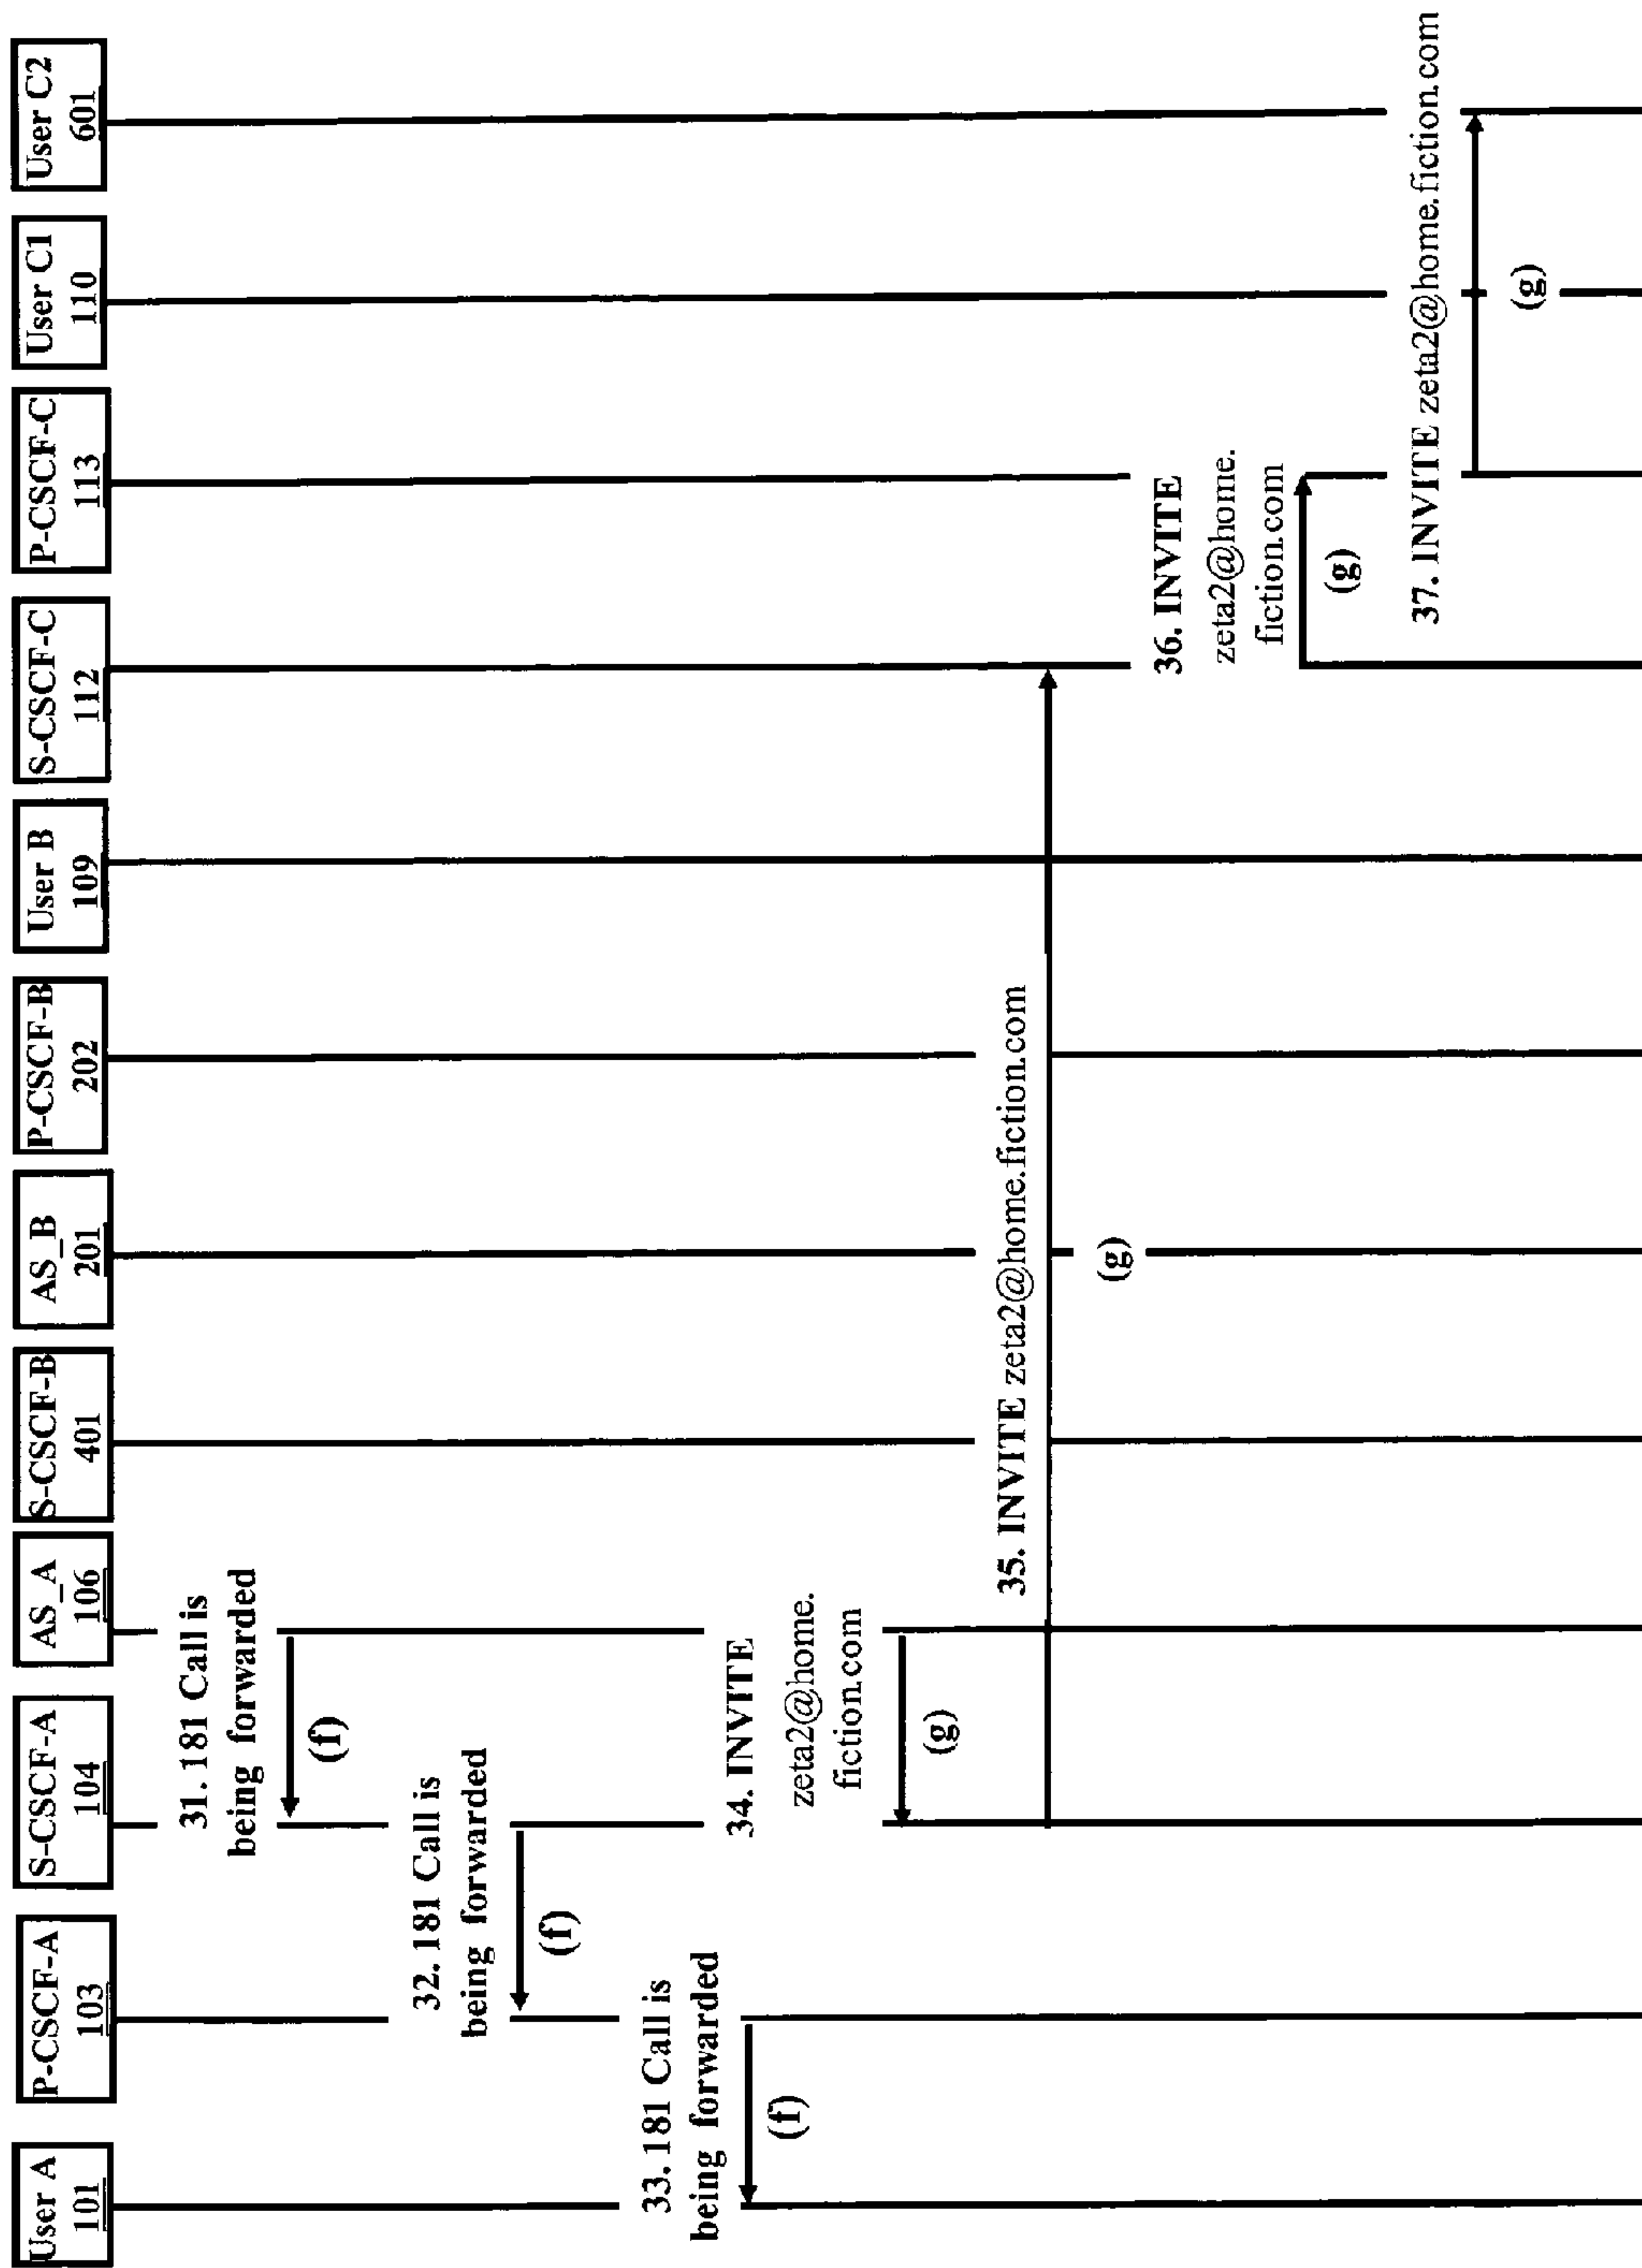 User A
101
P-CSCF-A
103
S-CSCF-A
104
AS_A
106
S-CSCF-B
401
AS_B
201
P-CSCF-B
202
User B
109
S-CSCF-C
112
P-CSCF-C
113
User C1
110
User C2
601
31. 181 Call is
being forwarded
(f)
32. 181 Call is
being forwarded
(f)
33. 181 Call is
being forwarded
(f)
34. INVITE
zeta2@home.
fiction.com
(g)
35. INVITE zeta2@home.fiction.com
(g)
36. INVITE
zeta2@home.
fiction.com
(g)
37. INVITE zeta2@home.fiction.com
(g)